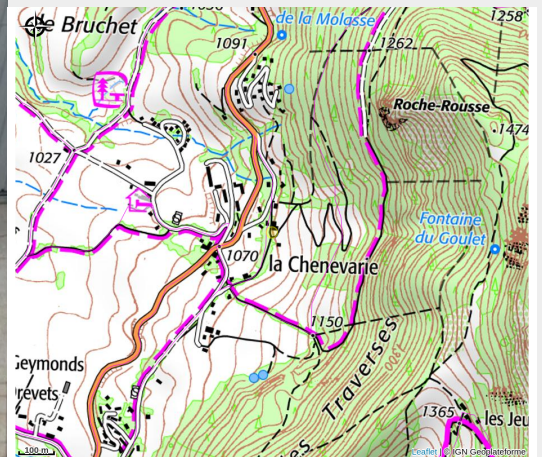 de la Molasse
le Bruchet
1258
1091
1262
Roche-Rousse
1474
1027
Fontaine
du Goulet
1070
la Chenevarie
1150
Traverses
Geymonds
1365
les Jeu
100 m
Leaflet | © IGN Geoplateforme